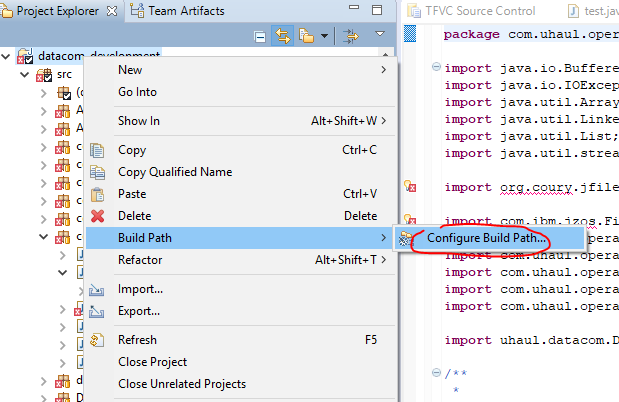 Project Explorer
Team Artifacts
TFVC Source Control
test.jav
datacom_development
src
New
Go Into
Show In Alt+Shift+W
Copy Ctrl+C
Copy Qualified Name
Paste Ctrl+V
Delete Delete
Build Path
Configure Build Path...
Refactor Alt+Shift+T
Import...
Export...
Refresh F5
Close Project
Close Unrelated Projects
package com.uhaul.oper
import java.io.Buffere
import java.io.IOExcep
import java.util.Array
import java.util.Linke
import java.util.List;
import java.util.strea
import org.coury.jfile
import com.ibm.jzos.Fi
.opera
import com.uhaul.opera
import com.uhaul.opera
import com.uhaul.opera
import com.uhaul.opera
import uhaul.datacom.D
/**
*